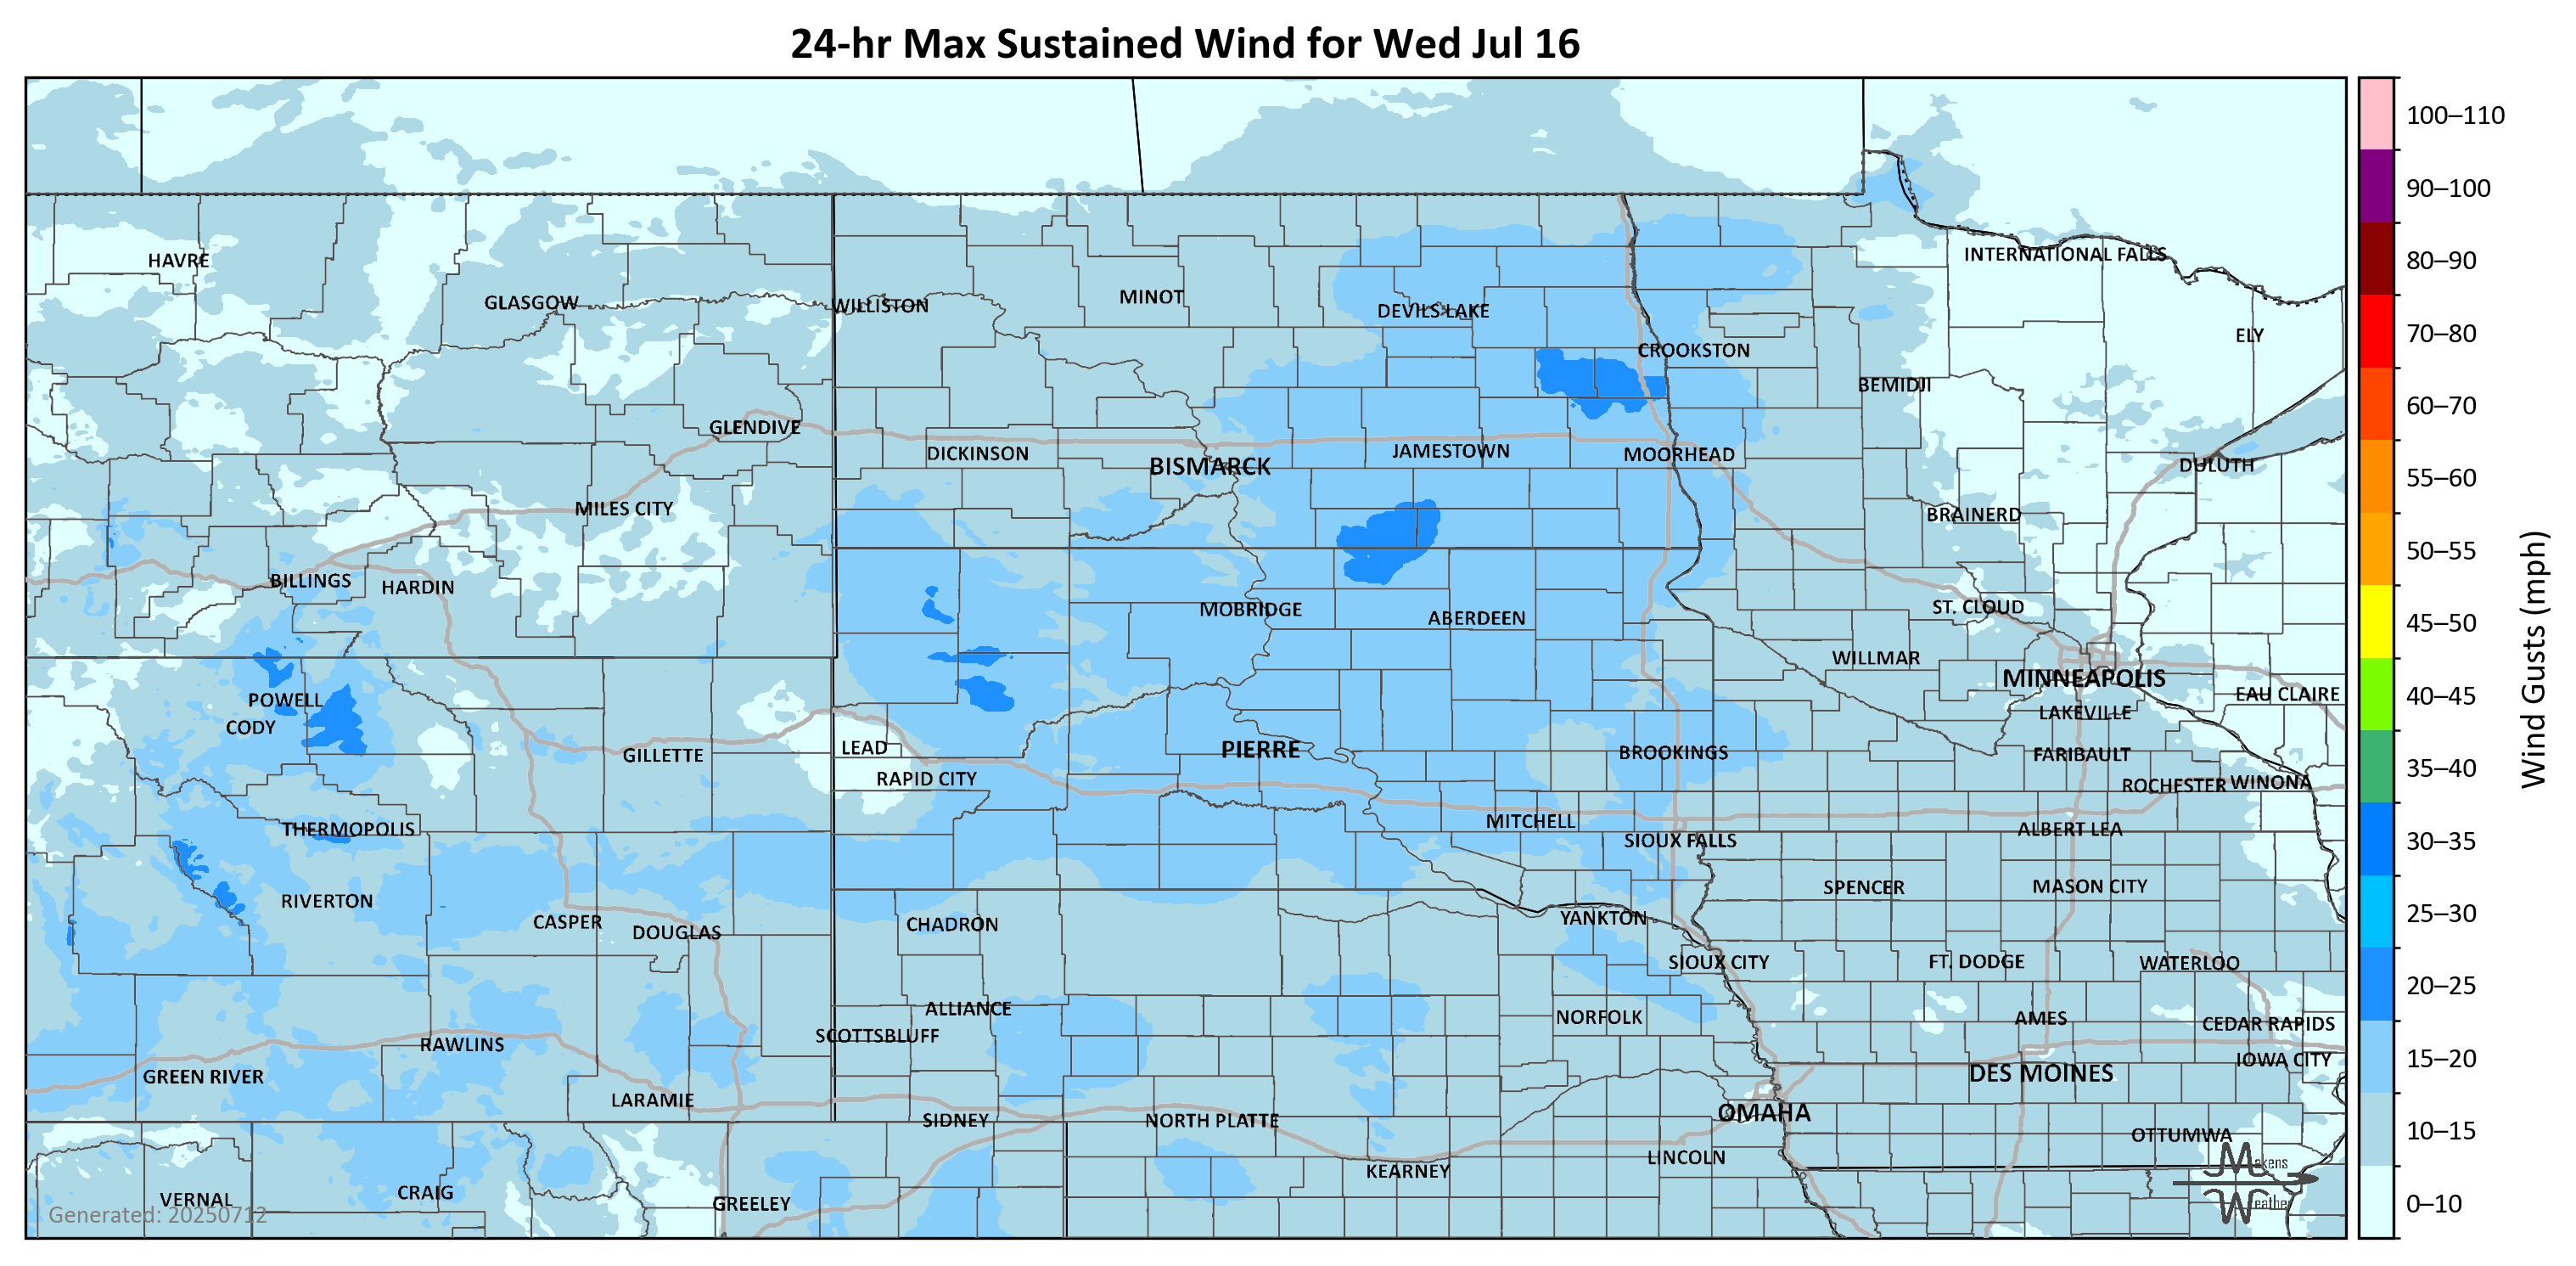 24-hr Max Sustained Wind for Wed Jul 16
100–110
90–100
80–90
70–80
60–70
55–60
50–55
45–50
40–45
35–40
30–35
25–30
20–25
15–20
10–15
0–10
Wind Gusts (mph)
HAVRE
GLASGOW
WILLISTON
MINOT
DEVILS LAKE
INTERNATIONAL FALLS
ELY
CROOKSTON
BEMIDJI
GLENDIVE
DICKINSON
BISMARCK
JAMESTOWN
MOORHEAD
DULUTH
MILES CITY
BRAINERD
BILLINGS
HARDIN
MOBRIDGE
ABERDEEN
ST. CLOUD
WILLMAR
MINNEAPOLIS
EAU CLAIRE
POWELL
CODY
LAKEVILLE
GILLETTE
LEAD
PIERRE
BROOKINGS
FARIBAULT
RAPID CITY
ROCHESTER
WINONA
THERMOPOLIS
MITCHELL
SIOUX FALLS
ALBERT LEA
RIVERTON
SPENCER
MASON CITY
CASPER
DOUGLAS
CHADRON
YANKTON
SIOUX CITY
FT. DODGE
WATERLOO
ALLIANCE
SCOTTSBLUFF
NORFOLK
AMES
CEDAR RAPIDS
RAWLINS
IOWA CITY
GREEN RIVER
DES MOINES
LARAMIE
SIDNEY
NORTH PLATTE
OMAHA
OTTUMWA
KEARNEY
LINCOLN
VERNAL
CRAIG
GREELEY
Generated: 20250712
Makens
Weather